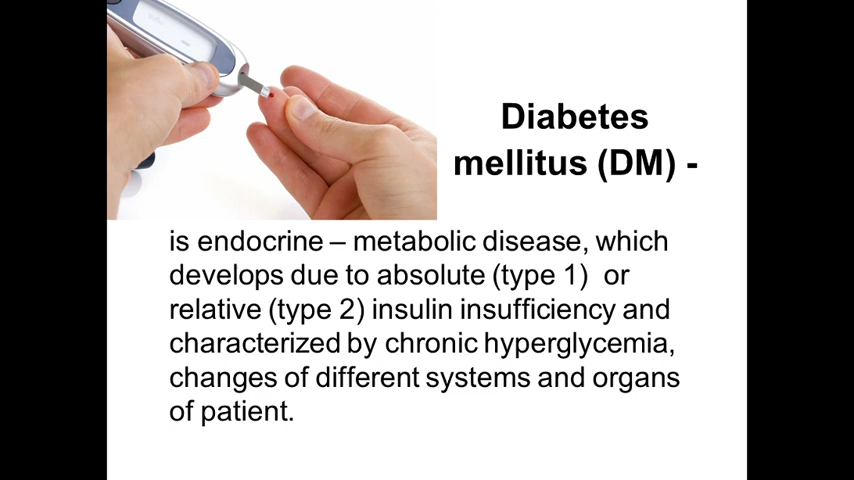 Diabetes
mellitus (DM) -
is endocrine – metabolic disease, which
develops due to absolute (type 1)  or
relative (type 2) insulin insufficiency and
characterized by chronic hyperglycemia,
changes of different systems and organs
of patient.